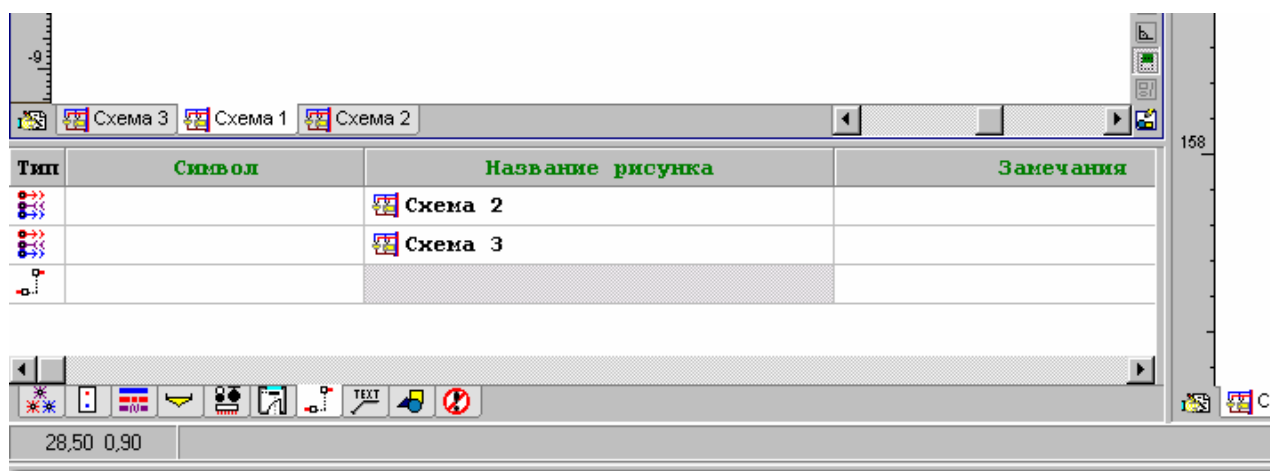 -9
Схема 3 Схема 1 Схема 2
158
Тип Символ Название рисунка Замечания
Схема 2
Схема 3
TEXT
С
28,50 0,90